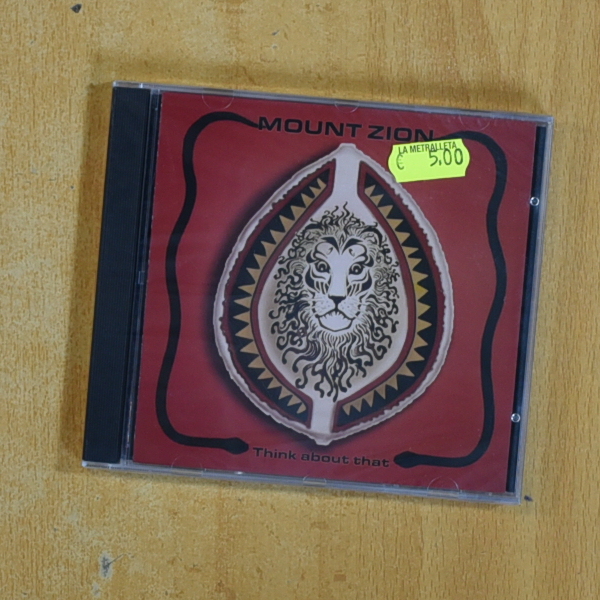 MOUNT ZION
LA METRALLETA
€ 5.00
Think about that